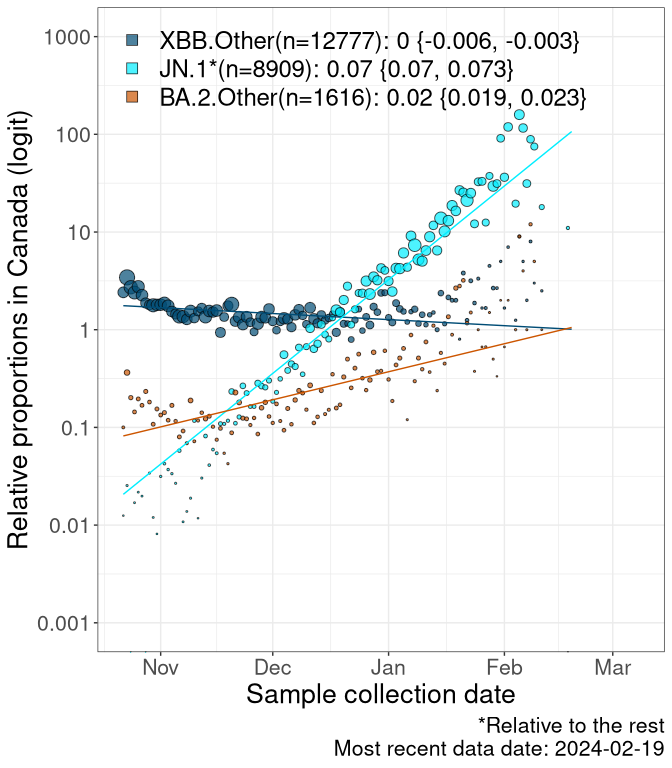 XBB.Other(n=12777): 0 {-0.006, -0.003}
JN.1*(n=8909): 0.07 {0.07, 0.073}
BA.2.Other(n=1616): 0.02 {0.019, 0.023}
Relative proportions in Canada (logit)
1000
100
10
1
0.1
0.01
0.001
Nov Dec Jan Feb Mar
Sample collection date
*Relative to the rest
Most recent data date: 2024-02-19